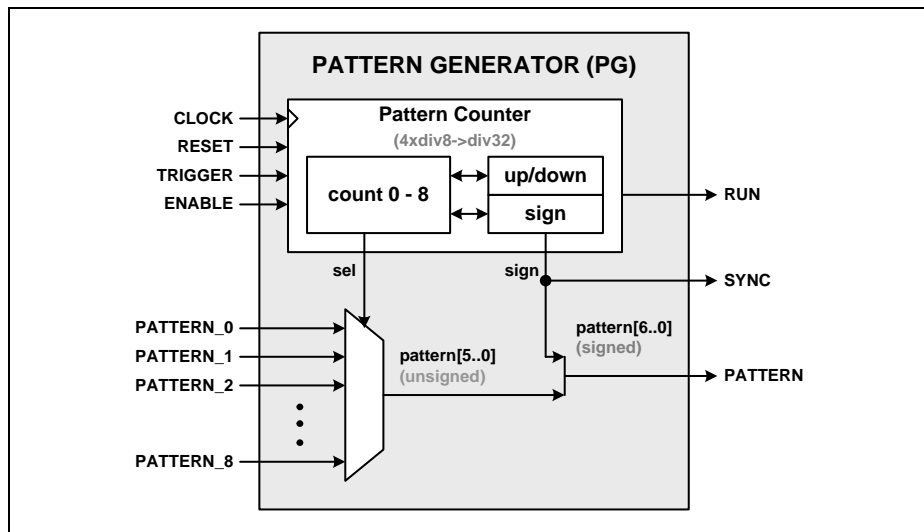 PATTERN GENERATOR (PG)
Pattern Counter
(4xdiv8->div32)
CLOCK
RESET
TRIGGER
ENABLE
count 0 - 8
up/down
sign
RUN
sel
sign
SYNC
PATTERN_0
PATTERN_1
PATTERN_2
PATTERN_8
pattern[5..0]
(unsigned)
pattern[6..0]
(signed)
PATTERN